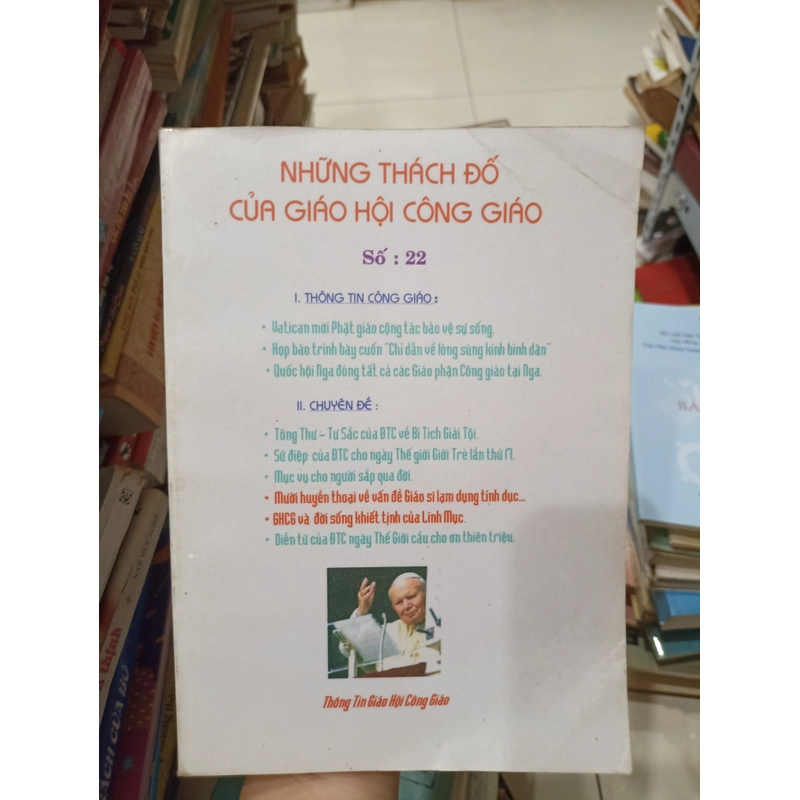 NHỮNG THÁCH ĐỐ
CỦA GIÁO HỘI CÔNG GIÁO
Số : 22
I. THÔNG TIN CÔNG GIÁO :
• Vatican mời Phật giáo cộng tác bảo vệ sự sống.
• Họp báo trình bày cuốn "Chỉ dẫn về lòng sùng kính bình dân"
• Quốc hội Nga đóng tất cả các Giáo phận Công giáo tại Nga.
II. CHUYÊN ĐỀ :
• Tông Thư - Tự Sắc của ĐTC về Bí Tích Giải Tội.
• Sứ điệp của ĐTC cho ngày Thế giới Giới Trẻ lần thứ 17.
• Mục vụ cho người sắp qua đời.
• Mười huyền thoại về vấn đề Giáo sĩ lạm dụng tính dục...
• GHCG và đời sống khiết tịnh của Linh Mục.
• Diễn từ của ĐTC ngày Thế Giới cầu cho ơn thiên triệu.
Thông Tin Giáo Hội Công Giáo